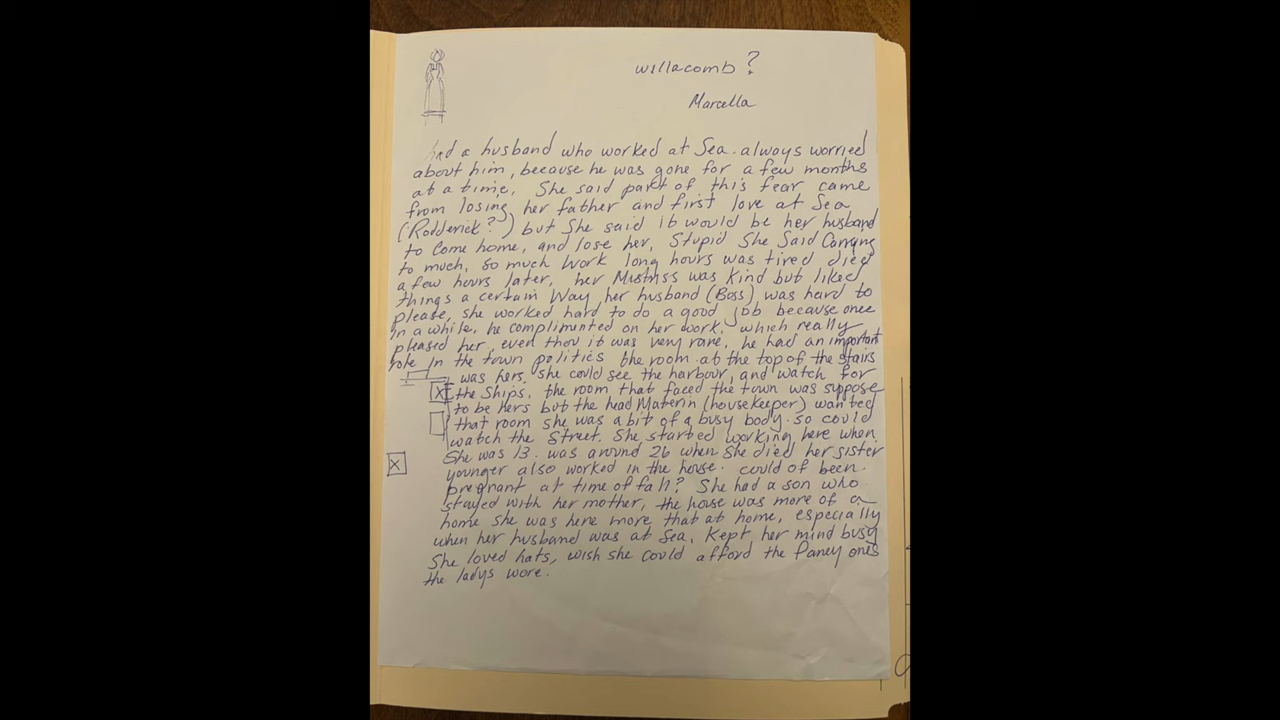 willacomb?
Marcella
had a husband who worked at Sea. always worried
about him, because he was gone for a few months
at a time. She said part of this fear came
from losing her father and first love at Sea
(Rodderick?) but She said it would be her husband
to come home, and lose her, Stupid She Said Carrying
to much, so much work long hours was tired died
a few hours later, her Mistriss was kind but liked
things a certain Way, her husband (Boss) was hard to
please, she worked hard to do a good job because once
in a while, he complimented on her work, which really
pleased her, even thou it was very rare, he had an important
role in the town politics the room at the top of the stairs
was hers, she could see the harbour, and watch for
X the Ships, the room that faced the town was suppose
to be hers but the head Materin (housekeeper) wanted
that room she was a bit of a busy body. so could
watch the Street. She started working here when
She was 13. was around 26 when She died her sister
X younger also worked in the house. could of been
pregnant at time of fall? She had a son who
stayed with her mother, the house was more of a
home she was here more that at home, especially
when her husband was at Sea, Kept her mind busy
She loved hats, wish she could afford the fancy ones
the ladys wore.